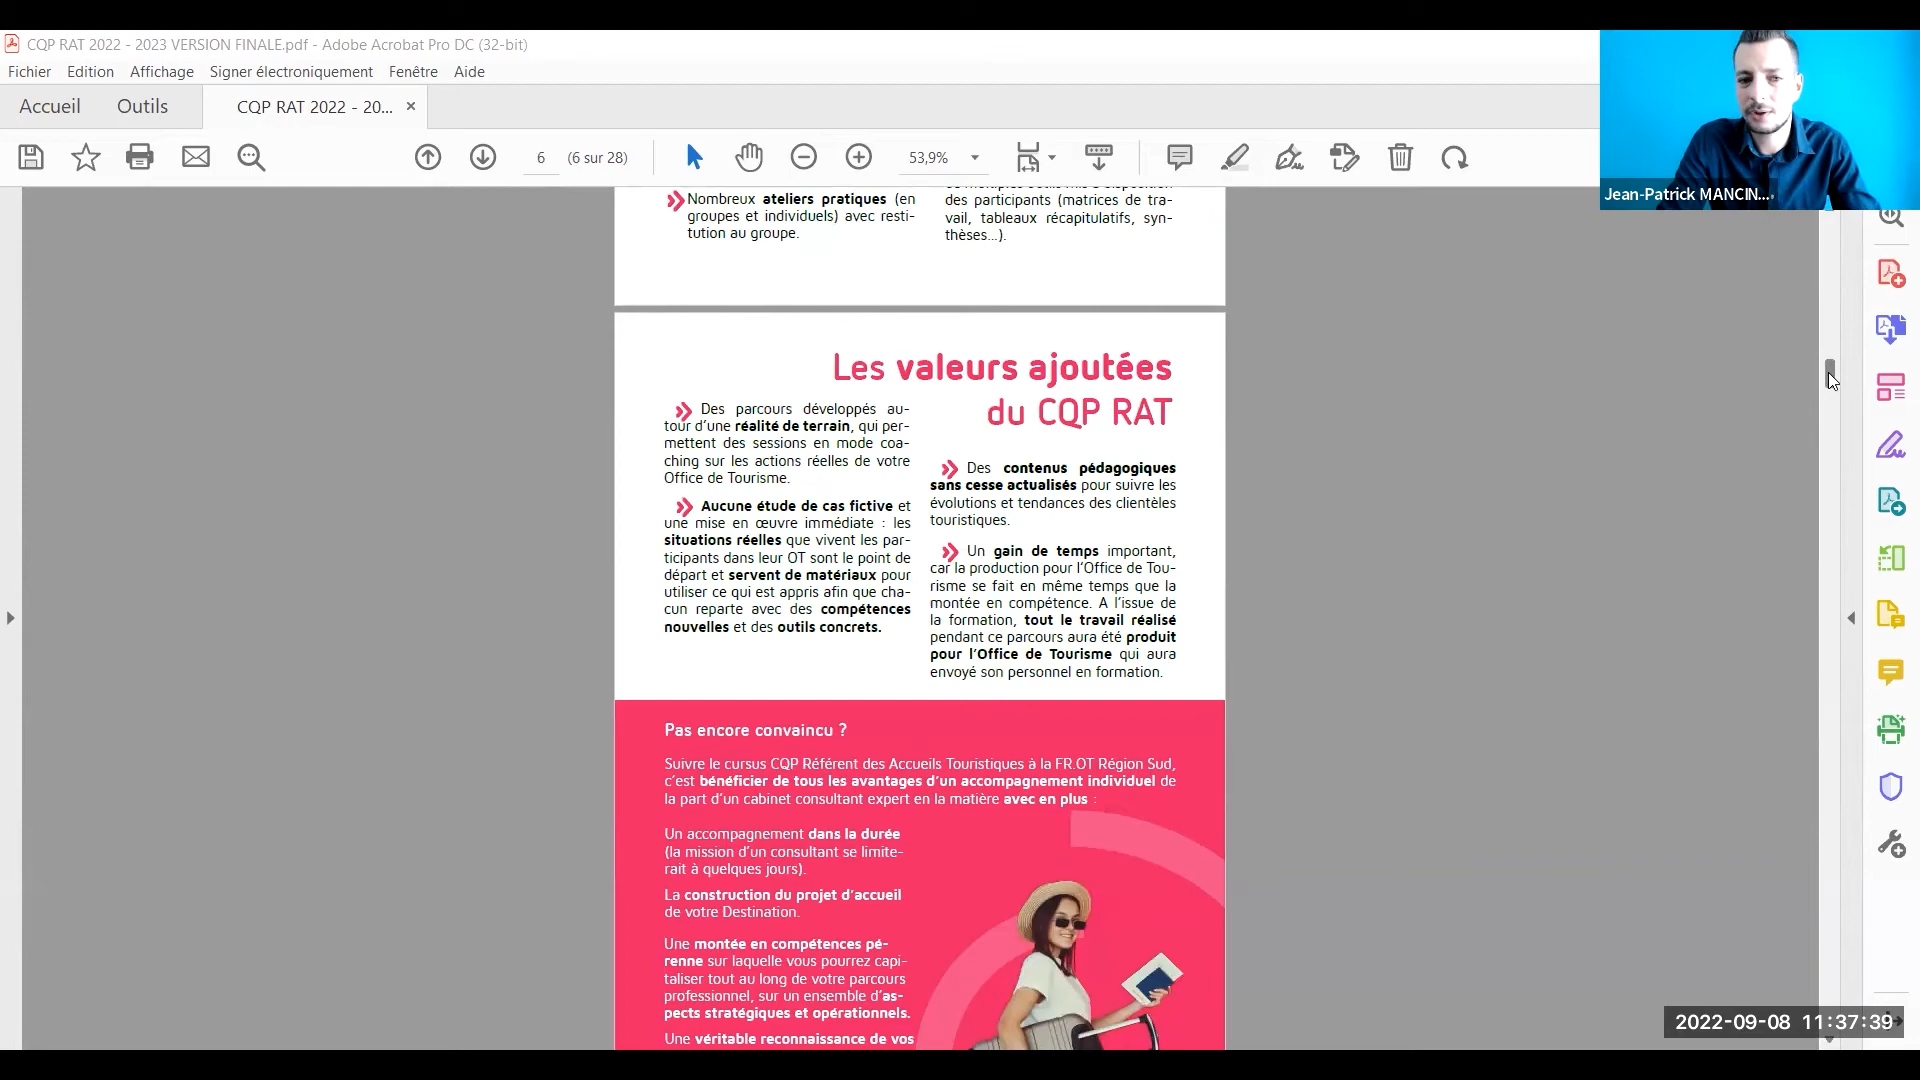 CQP RAT 2022 - 2023 VERSION FINALE.pdf - Adobe Acrobat Pro DC (32-bit)
Fichier Edition Affichage Signer électroniquement Fenêtre Aide
Accueil Outils CQP RAT 2022 - 20... ×
6 (6 sur 28) 53,9%
Jean-Patrick MANCIN...
Nombreux ateliers pratiques (en
groupes et individuels) avec resti-
tution au groupe.
de multiples outils mis à disposition
des participants (matrices de tra-
vail, tableaux récapitulatifs, syn-
thèses...).
Les valeurs ajoutées
du CQP RAT
Des parcours développés au-
tour d'une réalité de terrain, qui per-
mettent des sessions en mode coa-
ching sur les actions réelles de votre
Office de Tourisme.
Aucune étude de cas fictive et
une mise en œuvre immédiate : les
situations réelles que vivent les par-
ticipants dans leur OT sont le point de
départ et servent de matériaux pour
utiliser ce qui est appris afin que cha-
cun reparte avec des compétences
nouvelles et des outils concrets.
Des contenus pédagogiques
sans cesse actualisés pour suivre les
évolutions et tendances des clientèles
touristiques.
Un gain de temps important,
car la production pour l'Office de Tou-
risme se fait en même temps que la
montée en compétence. A l'issue de
la formation, tout le travail réalisé
pendant ce parcours aura été produit
pour l'Office de Tourisme qui aura
envoyé son personnel en formation.
Pas encore convaincu ?
Suivre le cursus CQP Référent des Accueils Touristiques à la FR.OT Région Sud,
c'est bénéficier de tous les avantages d'un accompagnement individuel de
la part d'un cabinet consultant expert en la matière avec en plus :
Un accompagnement dans la durée
(la mission d'un consultant se limite-
rait à quelques jours).
La construction du projet d'accueil
de votre Destination.
Une montée en compétences pé-
renne sur laquelle vous pourrez capi-
taliser tout au long de votre parcours
professionnel, sur un ensemble d'as-
pects stratégiques et opérationnels.
Une véritable reconnaissance de vos
2022-09-08 11:37:39